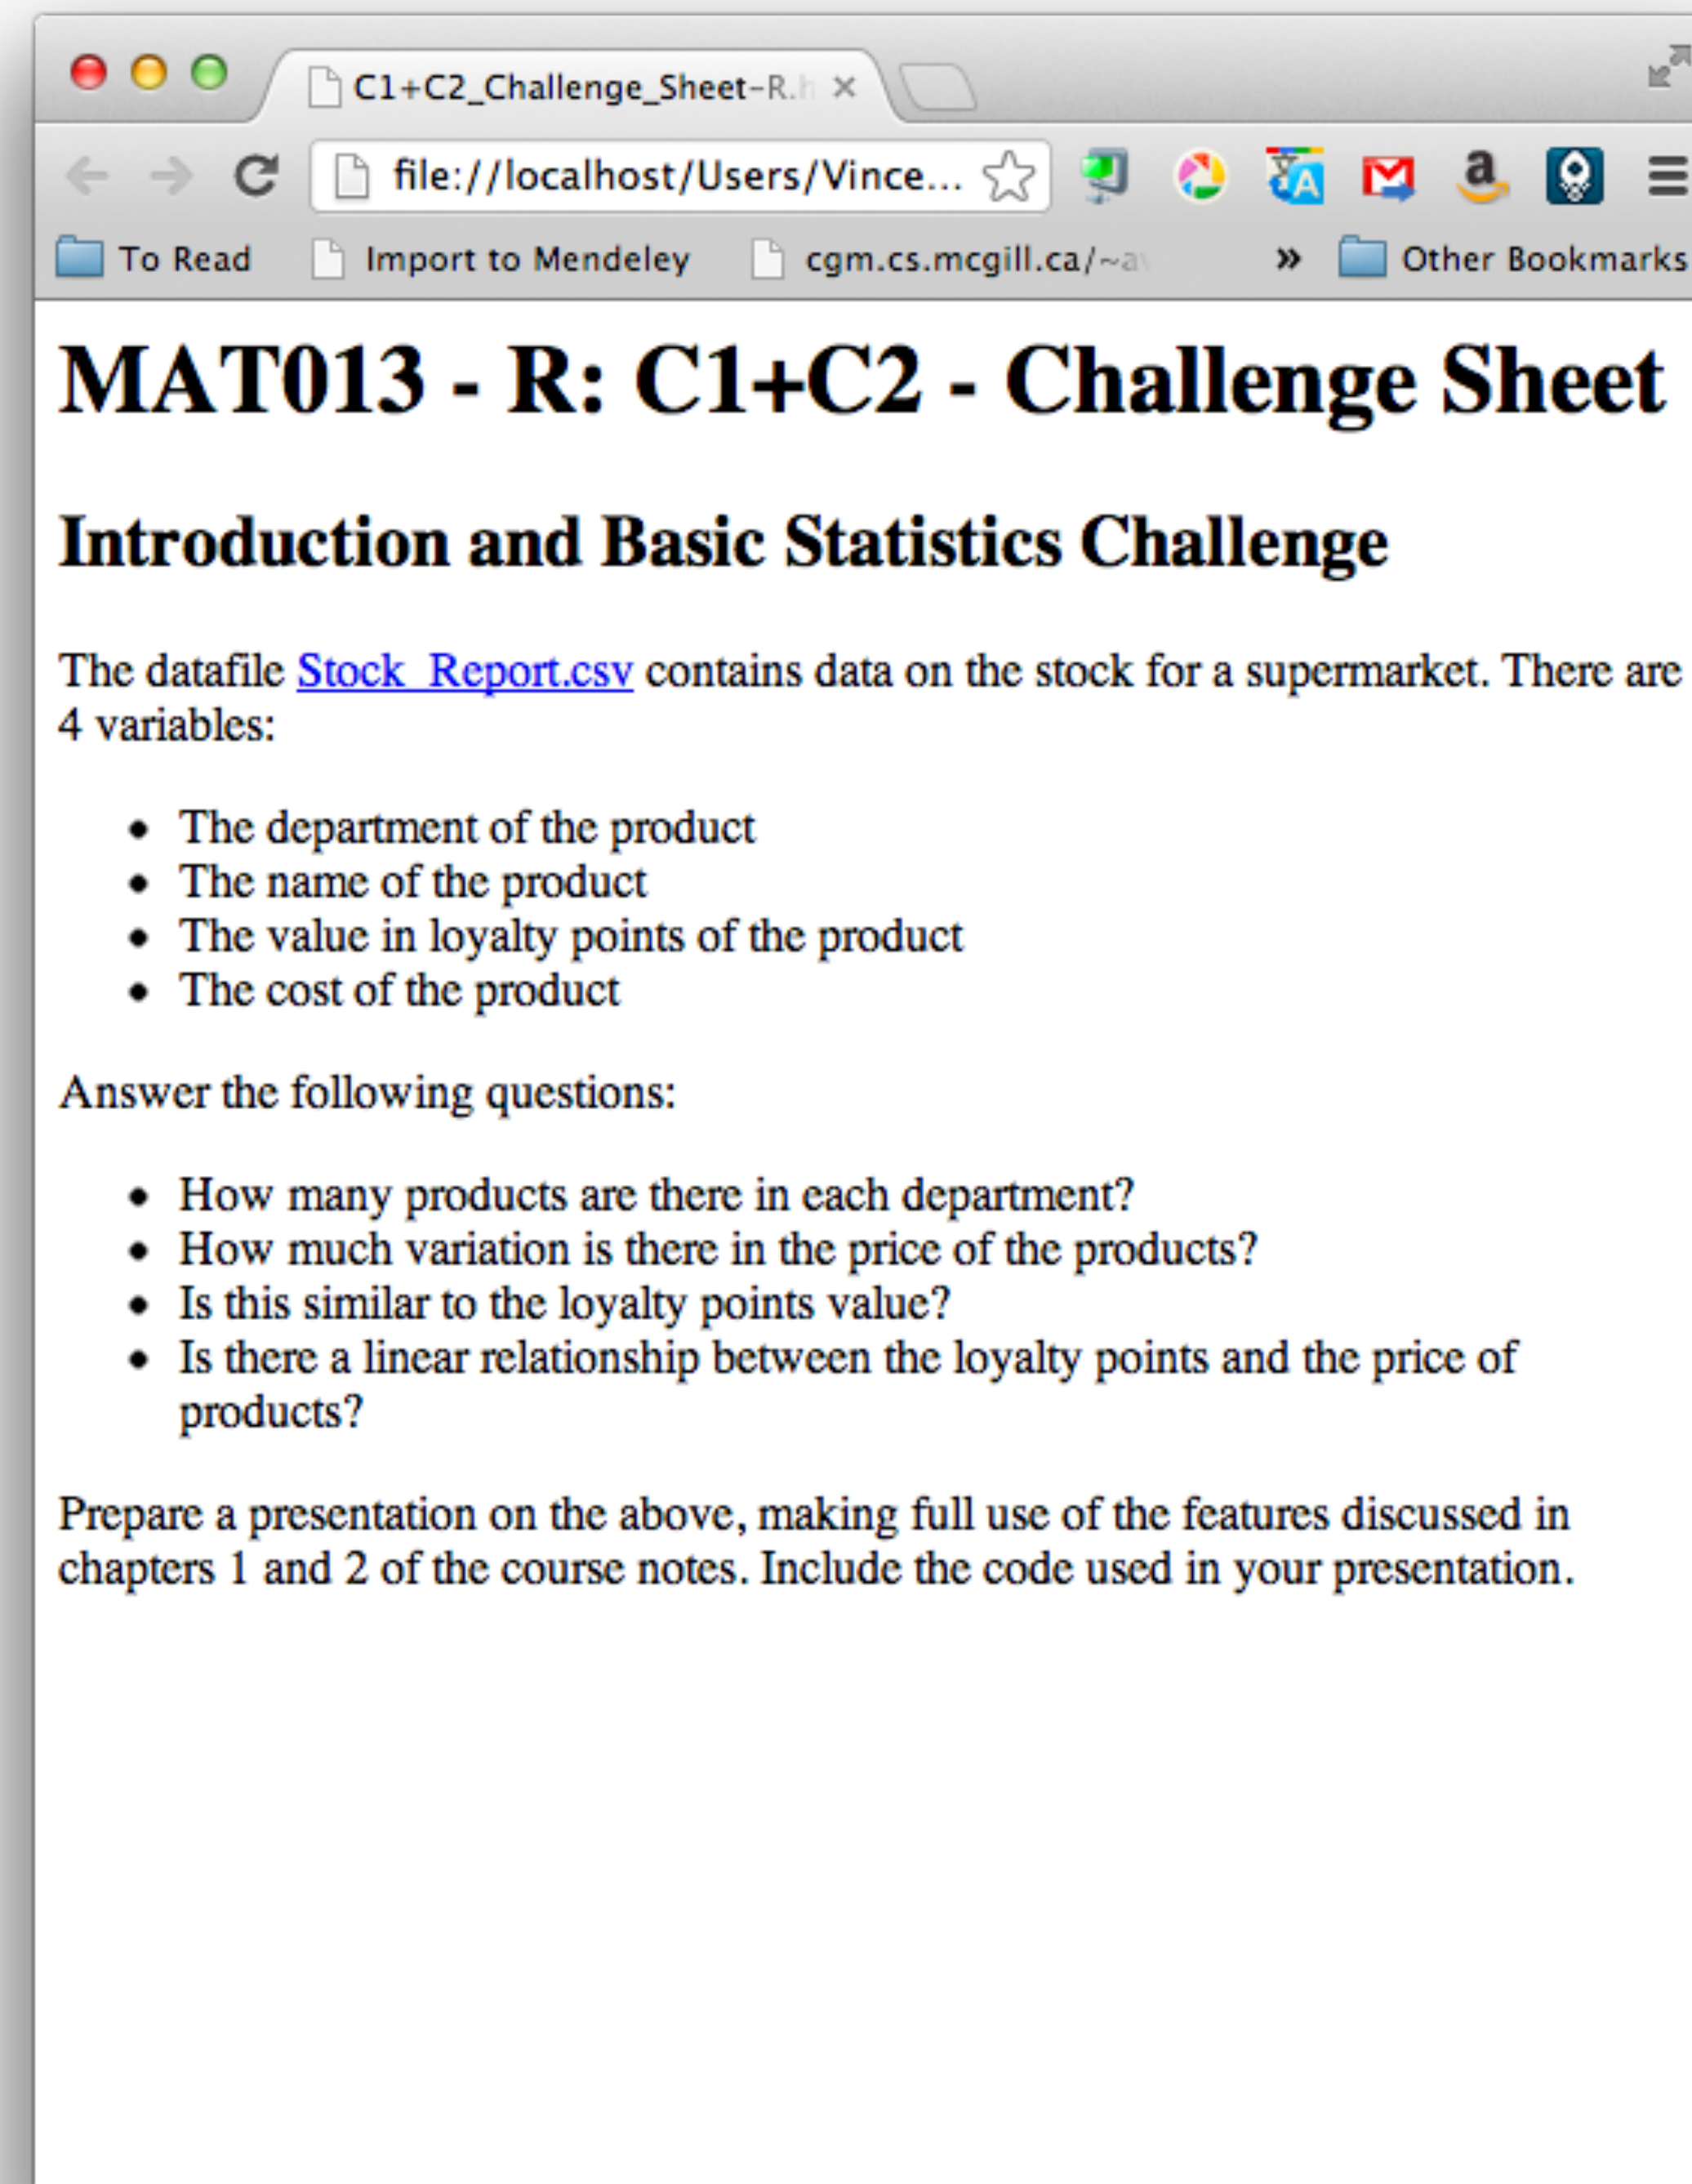 C1+C2_Challenge_Sheet-R.h
file://localhost/Users/Vince...
To Read Import to Mendeley cgm.cs.mcgill.ca/~av » Other Bookmarks
MAT013 - R: C1+C2 - Challenge Sheet
Introduction and Basic Statistics Challenge
The datafile Stock_Report.csv contains data on the stock for a supermarket. There are
4 variables:
• The department of the product
• The name of the product
• The value in loyalty points of the product
• The cost of the product
Answer the following questions:
• How many products are there in each department?
• How much variation is there in the price of the products?
• Is this similar to the loyalty points value?
• Is there a linear relationship between the loyalty points and the price of
products?
Prepare a presentation on the above, making full use of the features discussed in
chapters 1 and 2 of the course notes. Include the code used in your presentation.